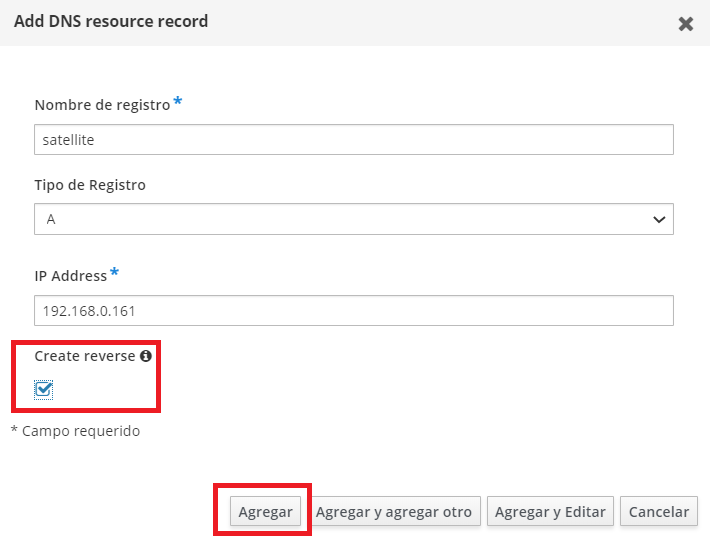 Add DNS resource record
Nombre de registro*
satellite
Tipo de Registro
A
IP Address*
192.168.0.161
Create reverse
* Campo requerido
Agregar Agregar y agregar otro Agregar y Editar Cancelar